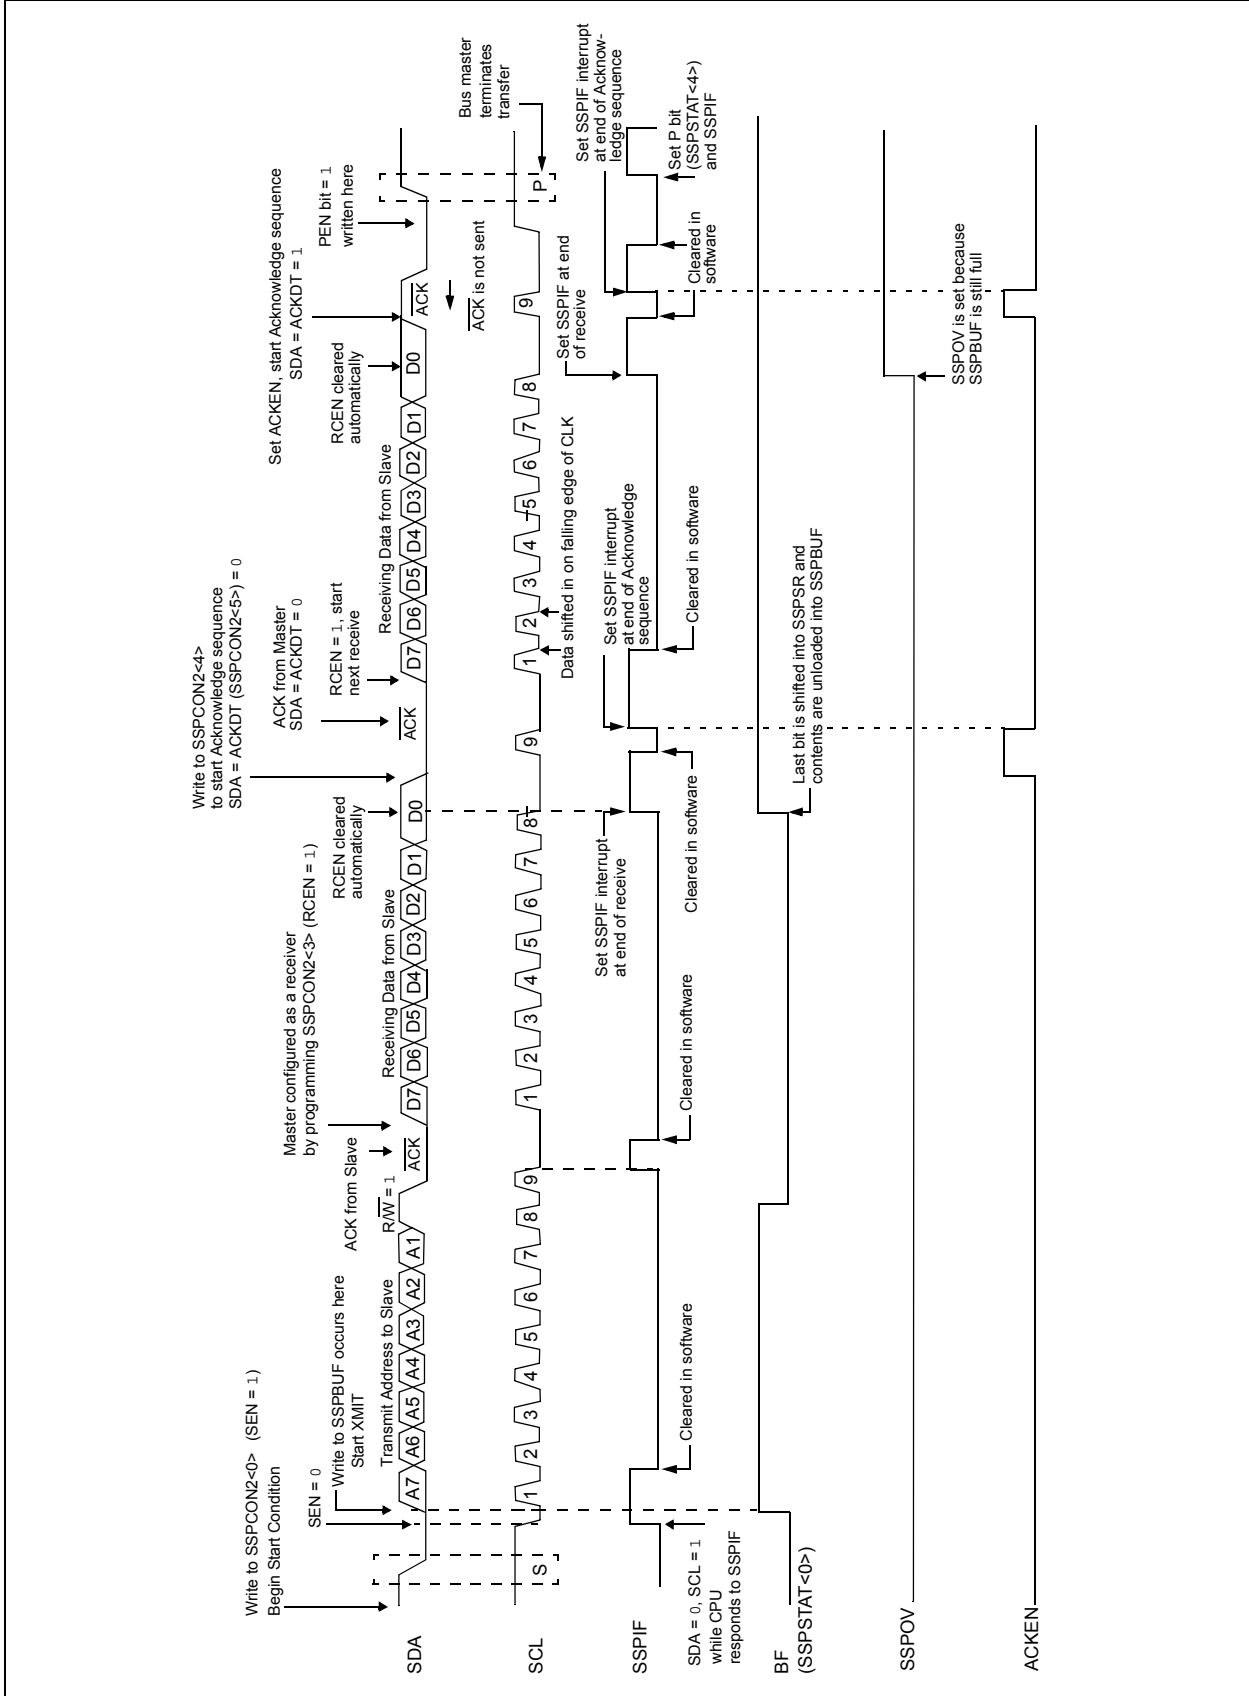 Write to SSPCON2<4>
to start Acknowledge sequence
SDA = ACKDT (SSPCON2<5>) = 0
Set ACKEN, start Acknowledge sequence
SDA = ACKDT = 1
Write to SSPCON2<0> (SEN = 1)
Begin Start Condition
Master configured as a receiver
by programming SSPCON2<3> (RCEN = 1)
ACK from Master
SDA = ACKDT = 0
PEN bit = 1
written here
SEN = 0
Write to SSPBUF occurs here
Start XMIT
ACK from Slave
RCEN cleared
automatically
RCEN = 1, start
next receive
RCEN cleared
automatically
Transmit Address to Slave
R/W = 1
Receiving Data from Slave
Receiving Data from Slave
SDA
A7 A6 A5 A4 A3 A2 A1
ACK
D7 D6 D5 D4 D3 D2 D1 D0
ACK
D7 D6 D5 D4 D3 D2 D1 D0
ACK
ACK is not sent
Bus master
terminates
transfer
SCL
S
1 2 3 4 5 6 7 8 9
1 2 3 4 5 6 7 8 9
1 2 3 4 5 6 7 8 9
P
Data shifted in on falling edge of CLK
Set SSPIF at end
of receive
Set SSPIF interrupt
at end of Acknow-
ledge sequence
Set SSPIF interrupt
at end of receive
Set SSPIF interrupt
at end of Acknowledge
sequence
SSPIF
SDA = 0, SCL = 1
while CPU
responds to SSPIF
Cleared in software
Cleared in software
Cleared in software
Cleared in software
Cleared in
software
Set P bit
(SSPSTAT<4>)
and SSPIF
BF
(SSPSTAT<0>)
Last bit is shifted into SSPSR and
contents are unloaded into SSPBUF
SSPOV
SSPOV is set because
SSPBUF is still full
ACKEN